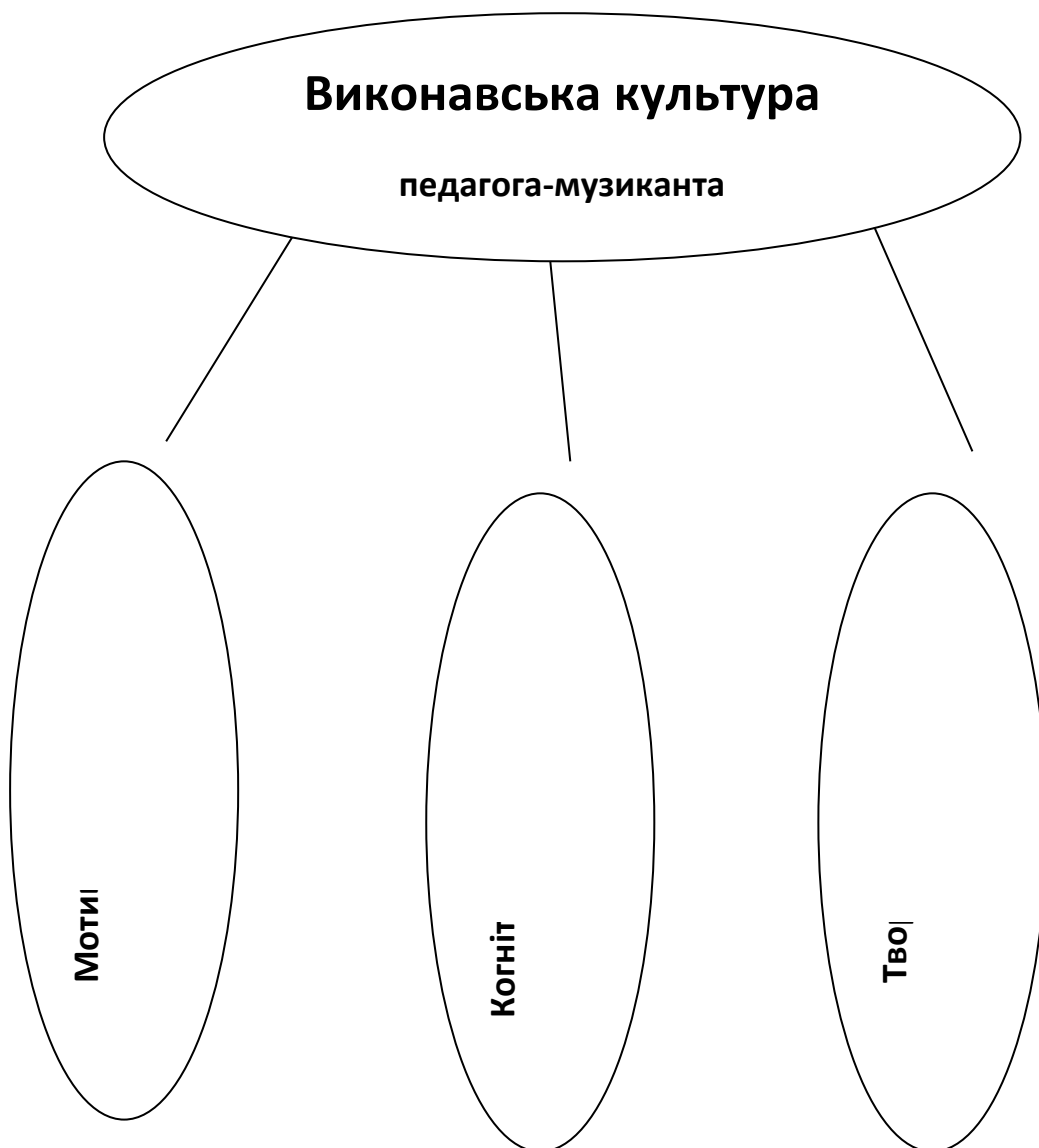 Виконавська культура
педагога-музиканта
Моти
Когніт
Тво